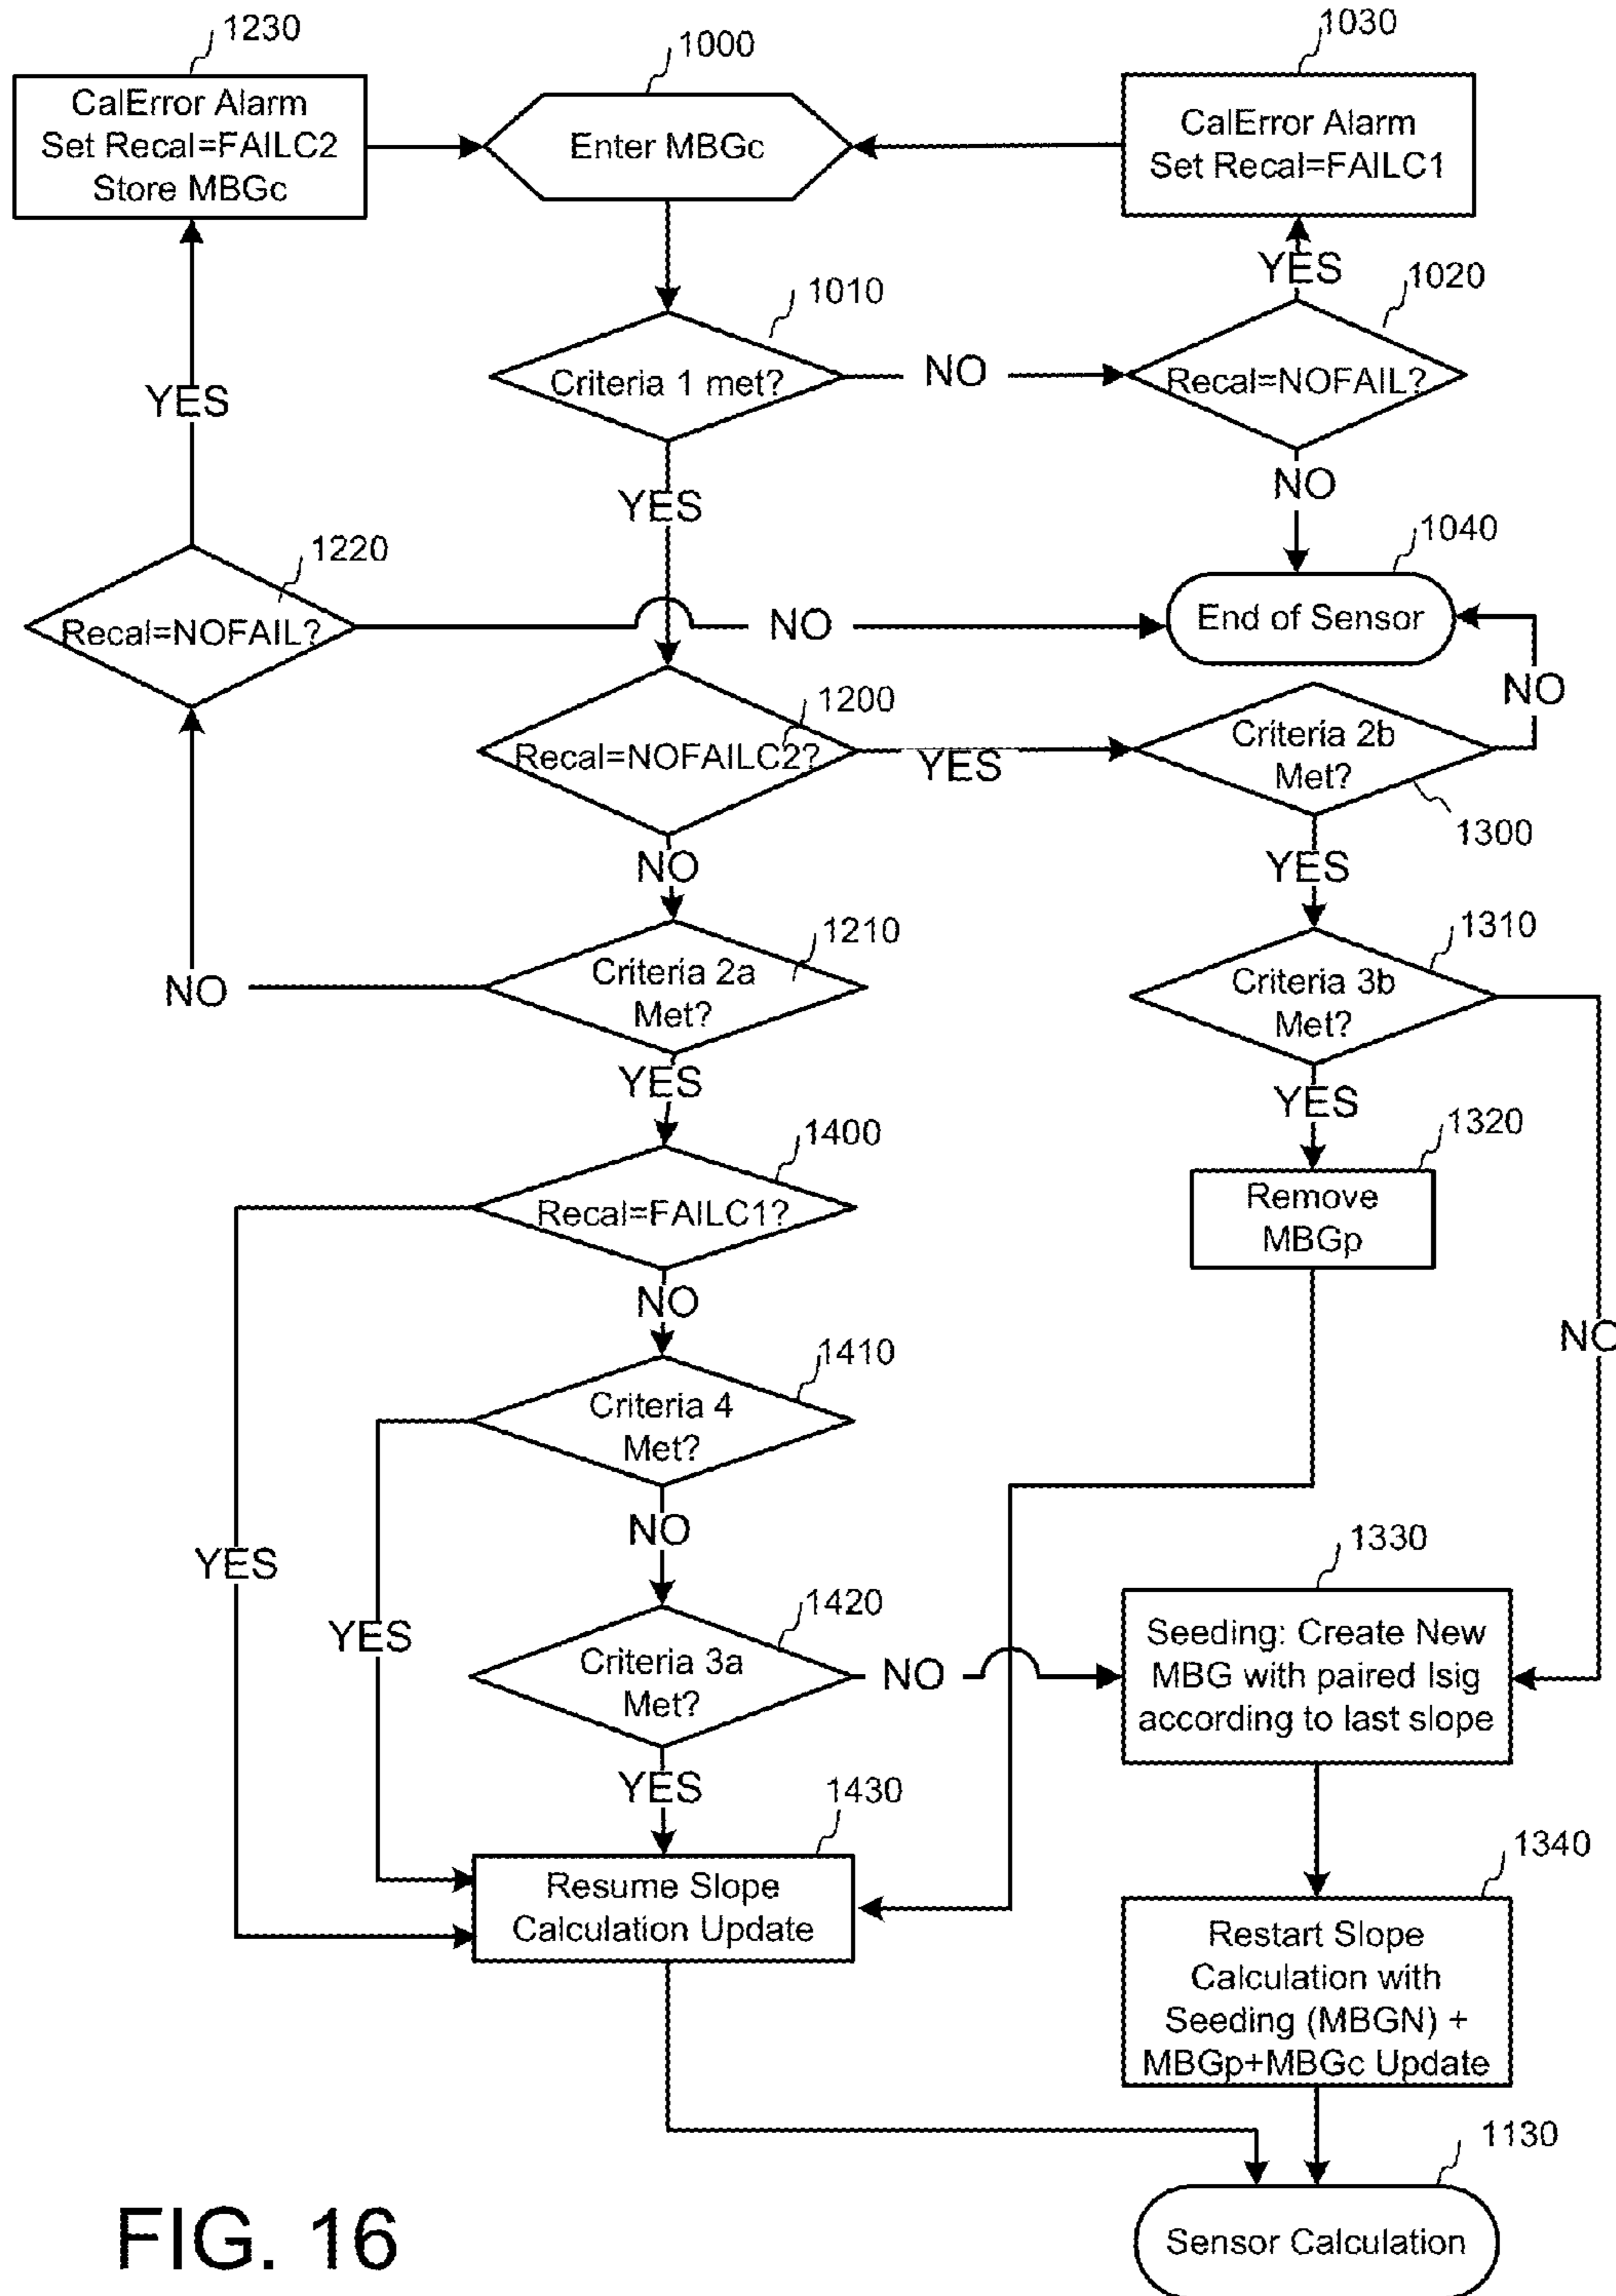 1230
1000
1030
CalError Alarm
Set Recal=FAILC2
Store MBGc
Enter MBGc
CalError Alarm
Set Recal=FAILC1
YES
1020
1010
YES
Criteria 1 met?
NO
Recal=NOFAIL?
YES
NO
1040
1220
Recal=NOFAIL?
NO
End of Sensor
NO
1200
Recal=NOFAILC2?
YES
Criteria 2b
Met?
1300
NO
YES
1210
1310
Criteria 2a
Met?
NO
Criteria 3b
Met?
YES
YES
1400
1320
Recal=FAILC1?
Remove
MBGp
NO
NO
1410
Criteria 4
Met?
NO
YES
1330
1420
YES
Criteria 3a
Met?
NO
Seeding: Create New
MBG with paired Isig
according to last slope
YES
1430
1340
Resume Slope
Calculation Update
Restart Slope
Calculation with
Seeding (MBGN) +
MBGp+MBGc Update
1130
Sensor Calculation
FIG. 16